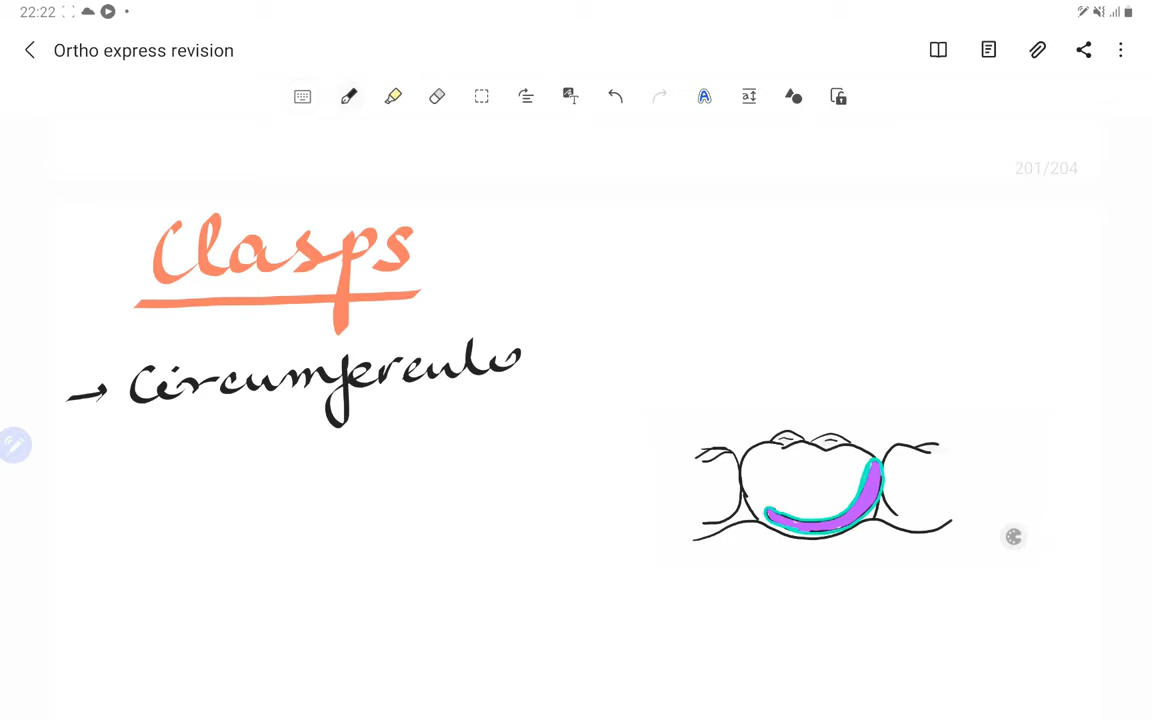 22:22
Ortho express revision
201/204
Clasps
→